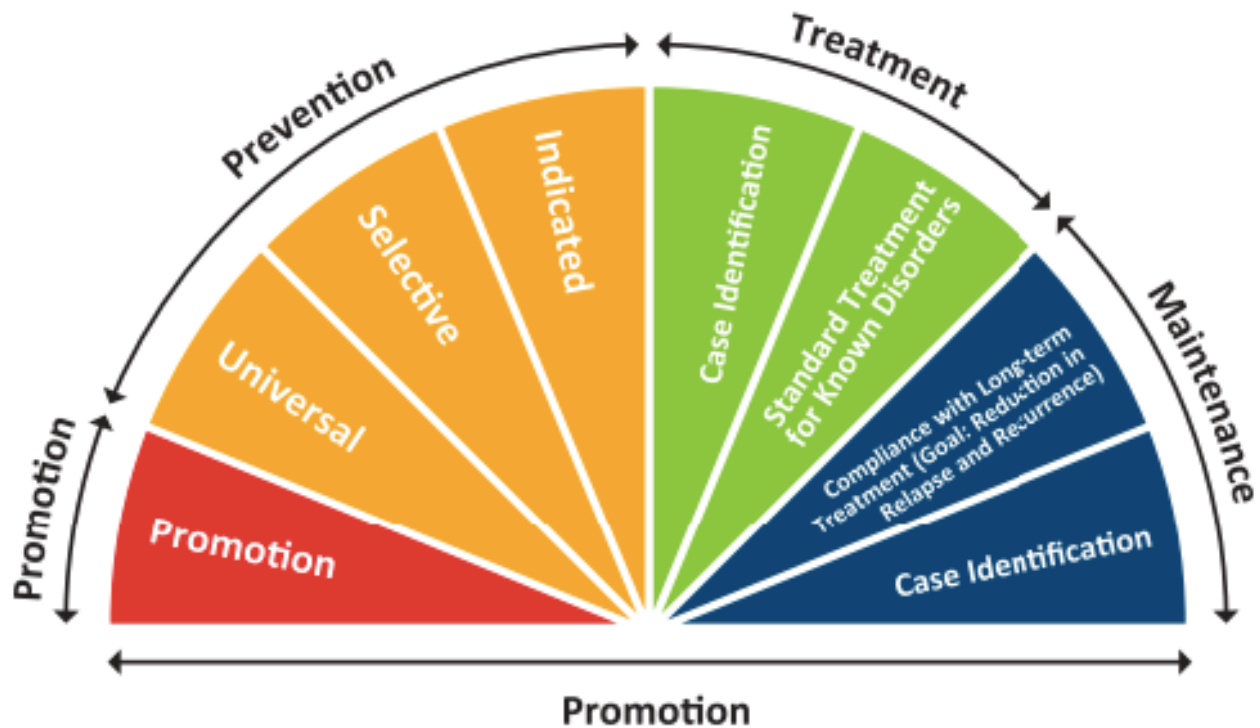 Prevention
Treatment
Promotion
Maintenance
Promotion
Universal
Selective
Indicated
Case Identification
Standard Treatment
for Known Disorders
Compliance with Long-term
Treatment (Goal: Reduction in
Relapse and Recurrence)
Case Identification
Promotion